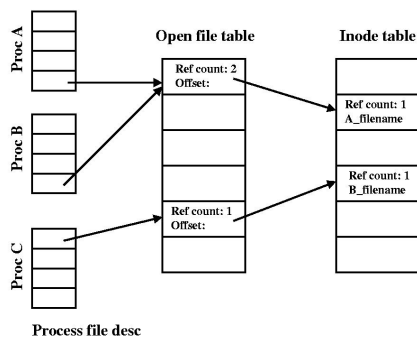 Proc A
Proc B
Proc C
Process file desc
Open file table
Ref count: 2
Offset:
Ref count: 1
Offset:
Inode table
Ref count: 1
A_filename
Ref count: 1
B_filename